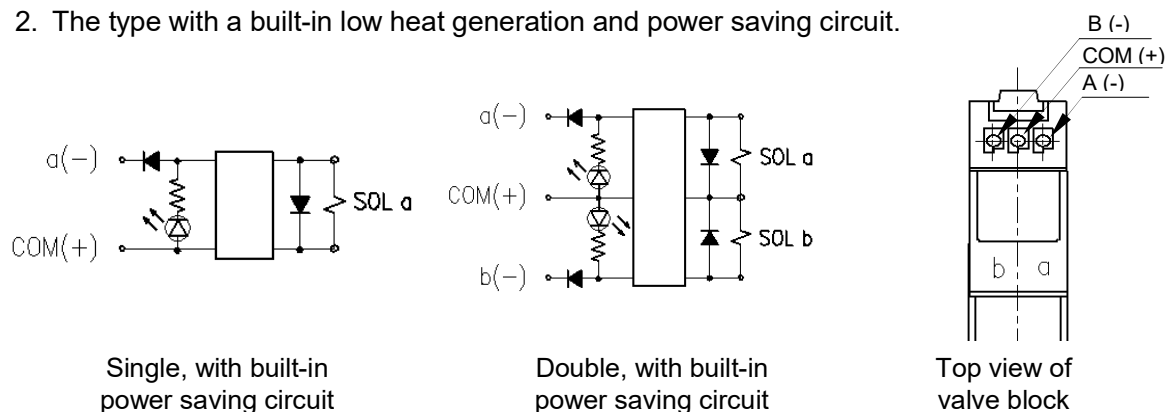 2. The type with a built-in low heat generation and power saving circuit.
B (-)
COM (+)
A (-)
a(-)
COM(+)
SOL a
a(-)
COM(+)
b(-)
SOL a
SOL b
b a
Single, with built-in
power saving circuit
Double, with built-in
power saving circuit
Top view of
valve block